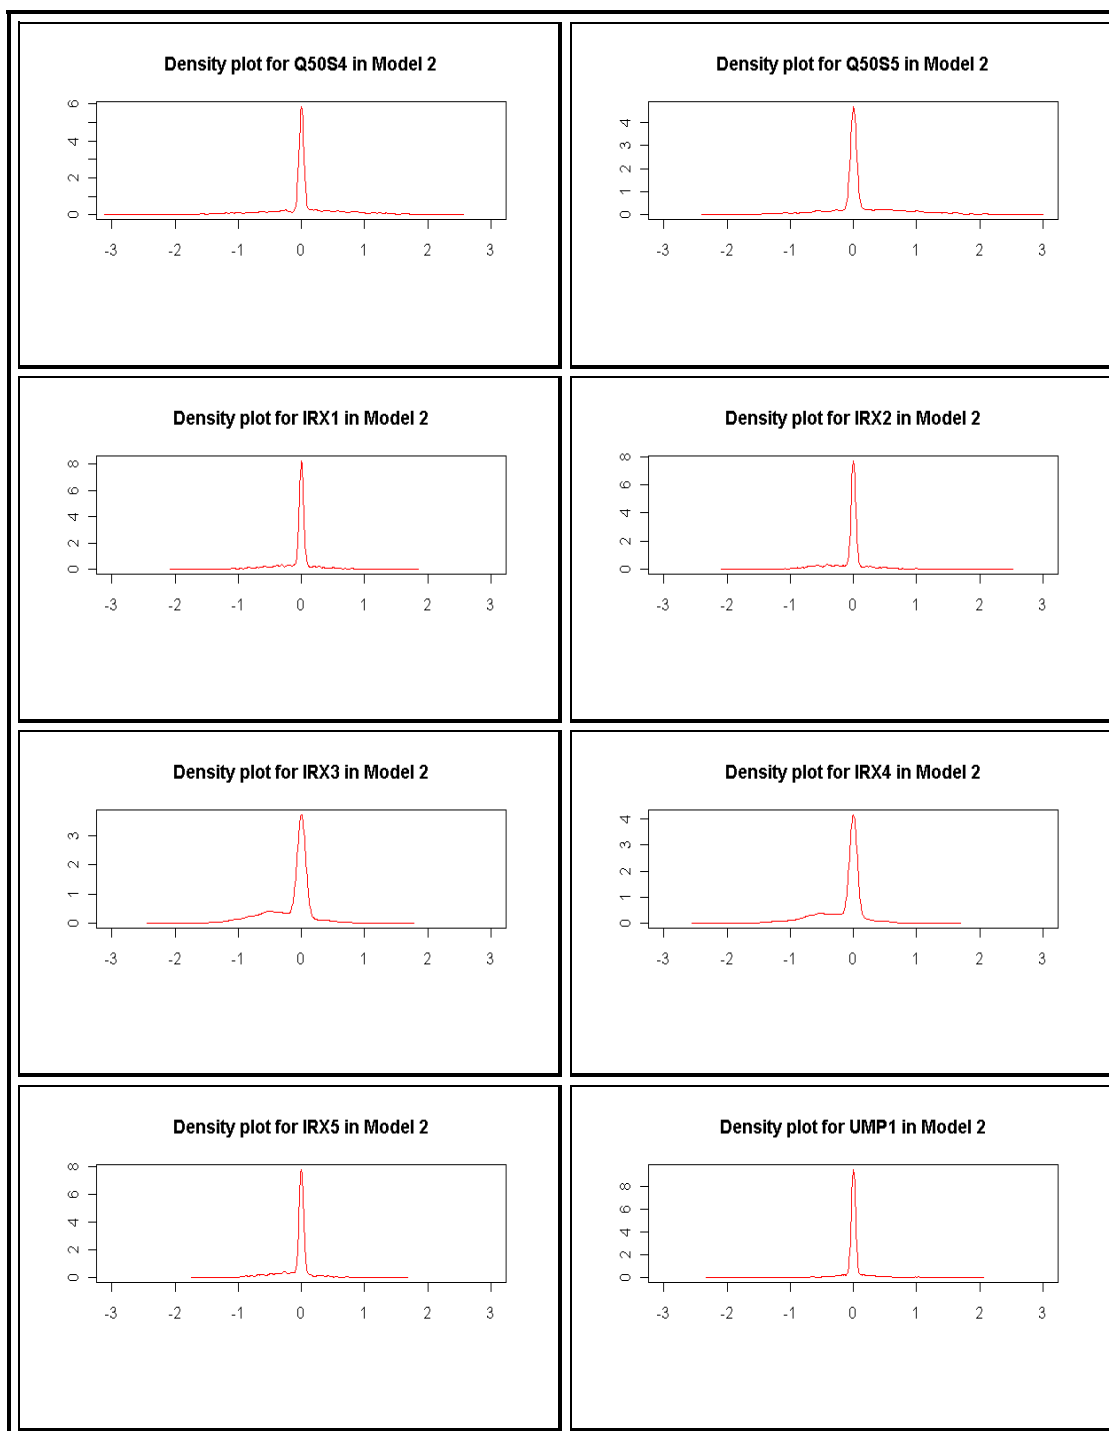 Density plot for Q50S4 in Model 2
6
4
2
0
-3 -2 -1 0 1 2 3
Density plot for Q50S5 in Model 2
4
3
2
1
0
-3 -2 -1 0 1 2 3
Density plot for IRX1 in Model 2
8
6
4
2
0
-3 -2 -1 0 1 2 3
Density plot for IRX2 in Model 2
8
6
4
2
0
-3 -2 -1 0 1 2 3
Density plot for IRX3 in Model 2
3
2
1
0
-3 -2 -1 0 1 2 3
Density plot for IRX4 in Model 2
4
3
2
1
0
-3 -2 -1 0 1 2 3
Density plot for IRX5 in Model 2
8
6
4
2
0
-3 -2 -1 0 1 2 3
Density plot for UMP1 in Model 2
8
6
4
2
0
-3 -2 -1 0 1 2 3